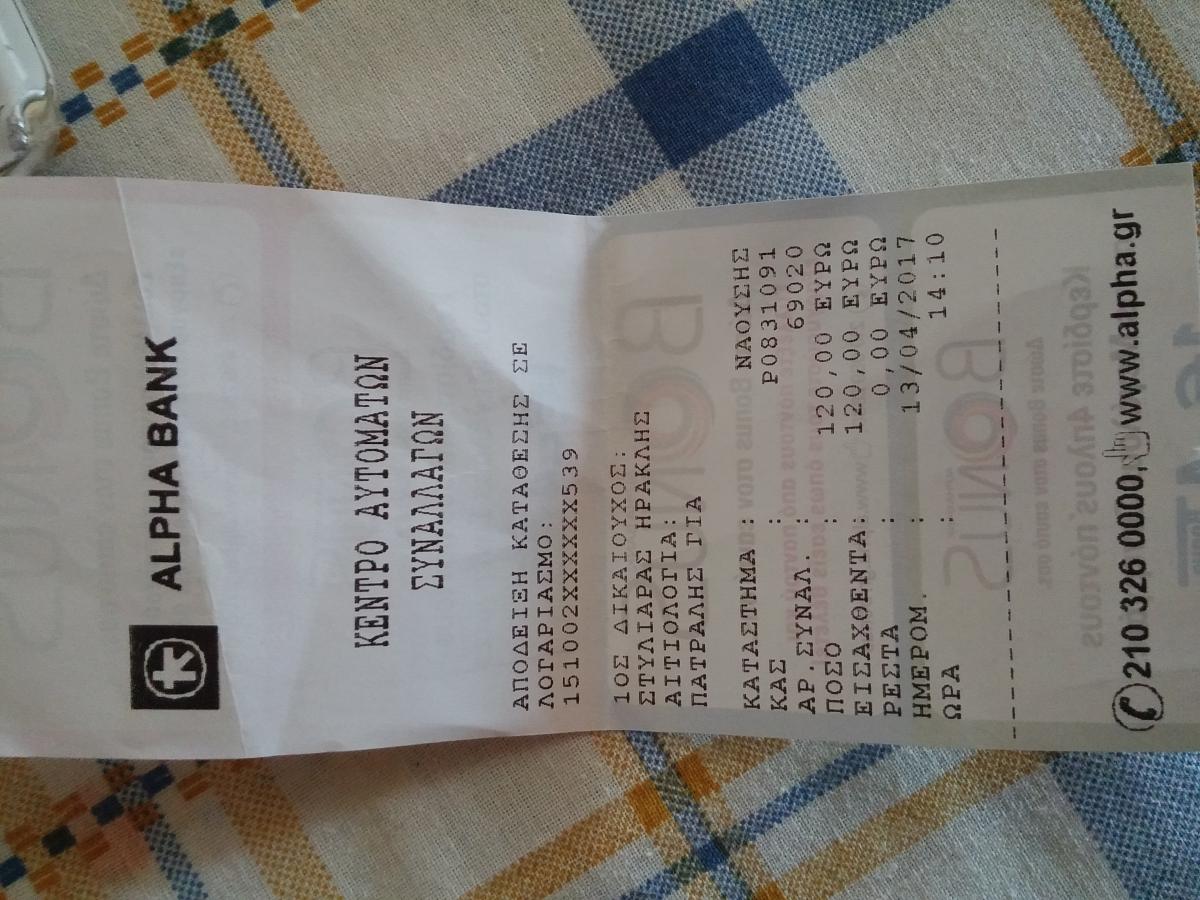 ALPHA BANK
ΚΕΝΤΡΟ ΑΥΤΟΜΑΤΩΝ
ΣΥΝΑΛΛΑΓΩΝ
ΑΠΟΔΕΙΞΗ ΚΑΤΑΘΕΣΗΣ ΣΕ
ΛΟΓΑΡΙΑΣΜΟ:
151002XXXXXXX539
1ΟΣ ΔΙΚΑΙΟΥΧΟΣ:
ΣΤΥΛΙΑΡΑΣ ΗΡΑΚΛΗΣ
ΑΙΤΙΟΛΟΓΙΑ:
ΠΑΤΡΑΛΗΣ ΓΙΑ
ΚΑΤΑΣΤΗΜΑ : ΝΑΟΥΣΗΣ
ΚΑΣ : P0831091
ΑΡ.ΣΥΝΑΛ. : 69020
ΠΟΣΟ : 120,00 ΕΥΡΩ
ΕΙΣΑΧΘΕΝΤΑ: 120,00 ΕΥΡΩ
ΡΕΣΤΑ : 0,00 ΕΥΡΩ
ΗΜΕΡΟΜ. : 13/04/2017
ΩΡΑ : 14:10
210 326 0000, www.alpha.gr